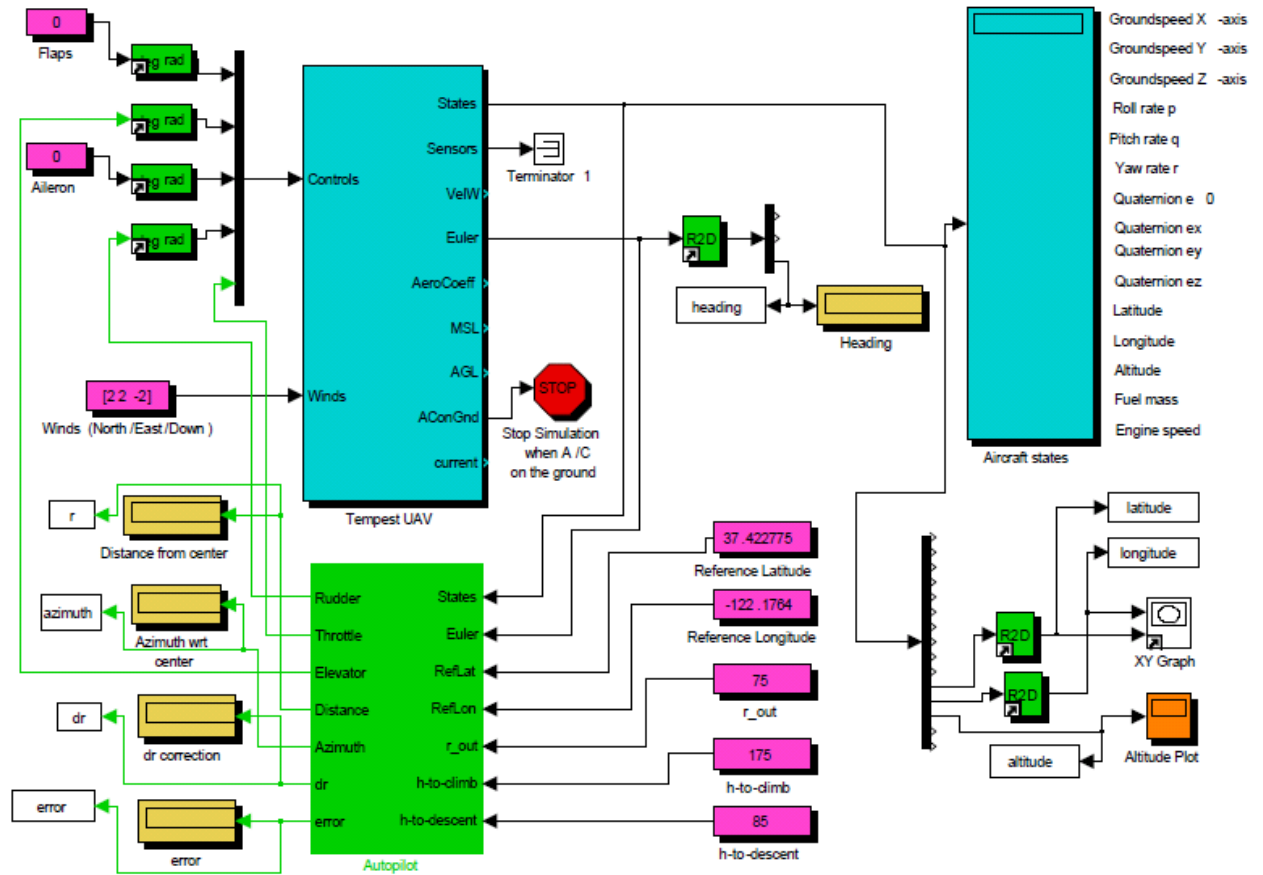 0
Flaps
deg rad
deg rad
0
Aileron
deg rad
deg rad
[2 2 -2]
Winds (North /East /Down )
Controls
Winds
States
Sensors
VelW
Euler
AeroCoeff
MSL
AGL
AConGnd
current
Tempest UAV
Terminator 1
R2D
heading
Heading
STOP
Stop Simulation
when A /C
on the ground
Groundspeed X -axis
Groundspeed Y -axis
Groundspeed Z -axis
Roll rate p
Pitch rate q
Yaw rate r
Quaternion e 0
Quaternion ex
Quaternion ey
Quaternion ez
Latitude
Longitude
Altitude
Fuel mass
Engine speed
Aircraft states
r
Distance from center
azimuth
Azimuth wrt
center
dr
dr correction
error
error
Rudder
Throttle
Elevator
Distance
Azimuth
dr
error
States
Euler
RefLat
RefLon
r_out
h-to-climb
h-to-descent
Autopilot
37 .422775
Reference Latitude
-122 .1764
Reference Longitude
75
r_out
175
h-to-climb
85
h-to-descent
latitude
longitude
R2D
R2D
XY Graph
altitude
Altitude Plot